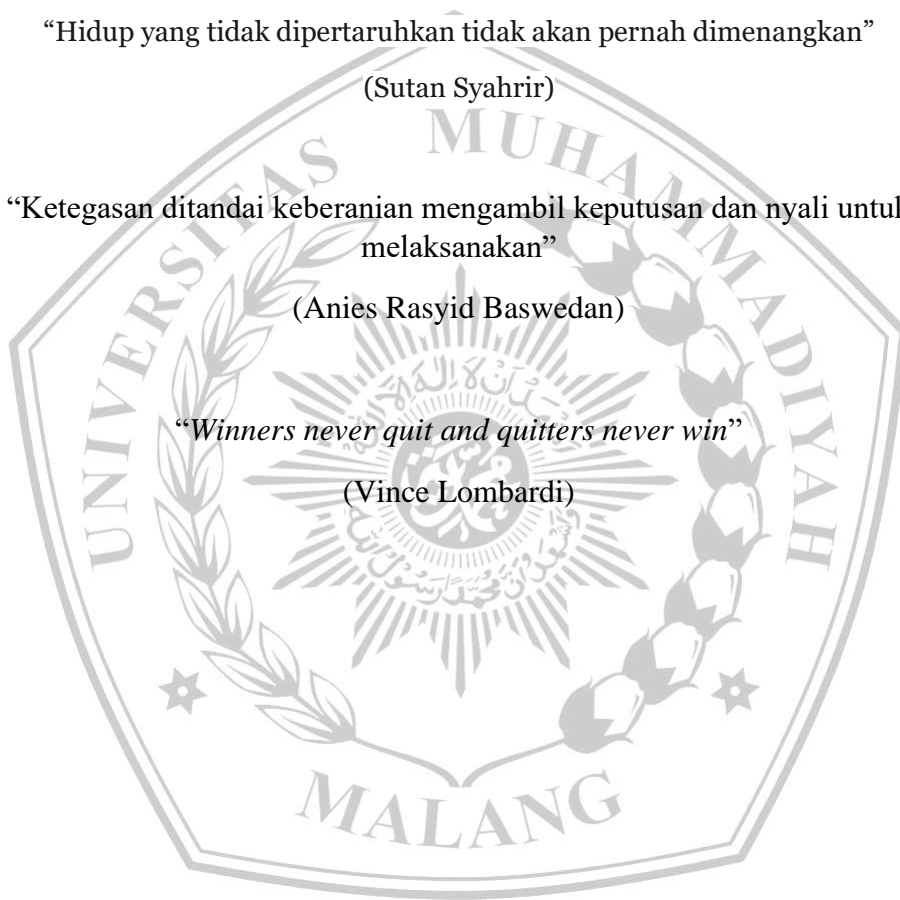 “Hidup yang tidak dipertaruhkan tidak akan pernah dimenangkan”
(Sutan Syahrir)
UNIVERSITAS MUHAMMADIYAH
“Ketegasan ditandai keberanian mengambil keputusan dan nyali untuk
melaksanakan”
(Anies Rasyid Baswedan)
“Winners never quit and quitters never win”
(Vince Lombardi)
MALANG